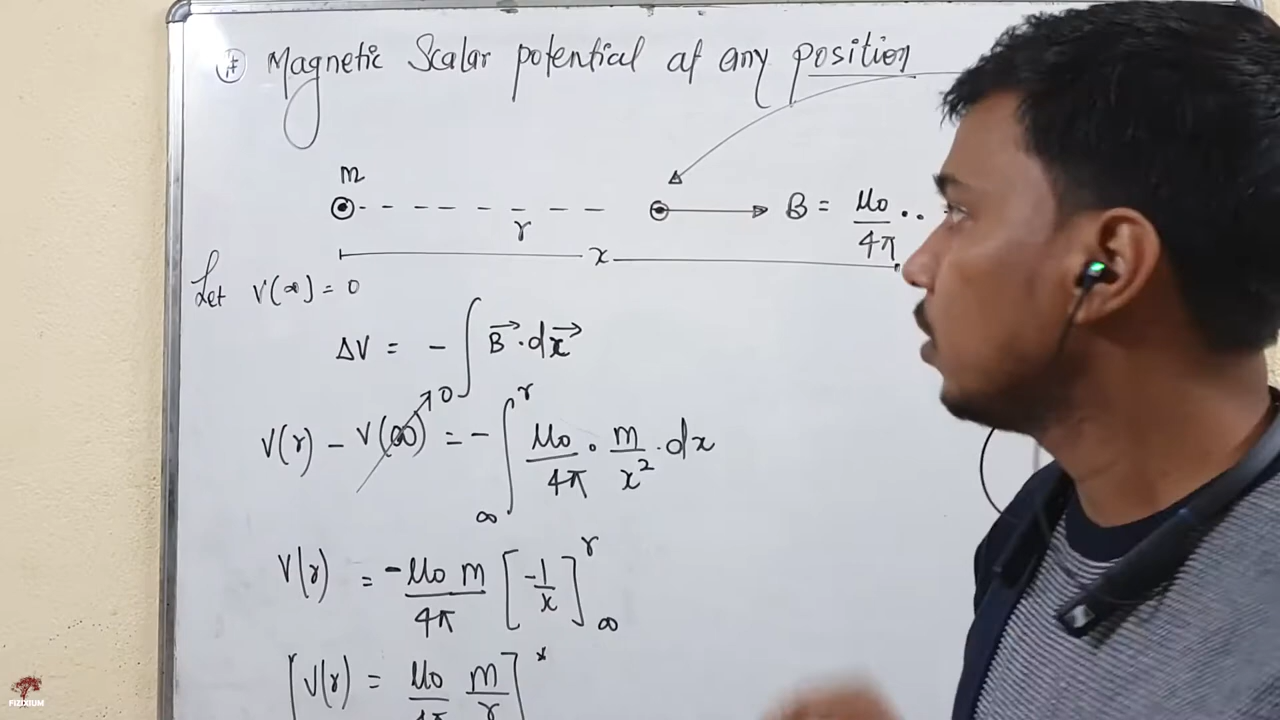 # Magnetic Scalar potential at any position
m
r
B = μ₀/4π ..
x
Let V(∞) = 0
ΔV = - ∫ B⃗ . dx⃗
V(r) - V(∞)↗0 = - ∫_∞^r μ₀/4π . m/x² . dx
V(r) = -μ₀ m/4π [-1/x]_∞^r
[V(r) = μ₀/4π m/r]*
FIZIXIUM